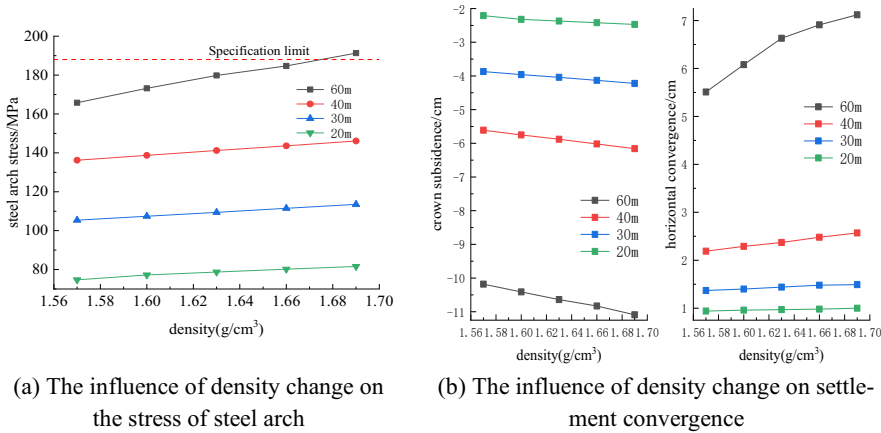 200
180
160
140
120
100
80
1.56
1.58
1.60
1.62
1.64
1.66
1.68
1.70
steel arch stress/MPa
density(g/cm³)
Specification limit
60m
40m
30m
20m
-2
-3
-4
-5
-6
-7
-8
-9
-10
-11
1.56 1.58 1.60 1.62 1.64 1.66 1.68 1.70
crown subsidence/cm
density(g/cm³)
60m
40m
30m
20m
7
6
5
4
3
2
1
1.56 1.58 1.60 1.62 1.64 1.66 1.68 1.70
horizontal convergence/cm
density(g/cm³)
60m
40m
30m
20m
(a) The influence of density change on
the stress of steel arch
(b) The influence of density change on settle-
ment convergence